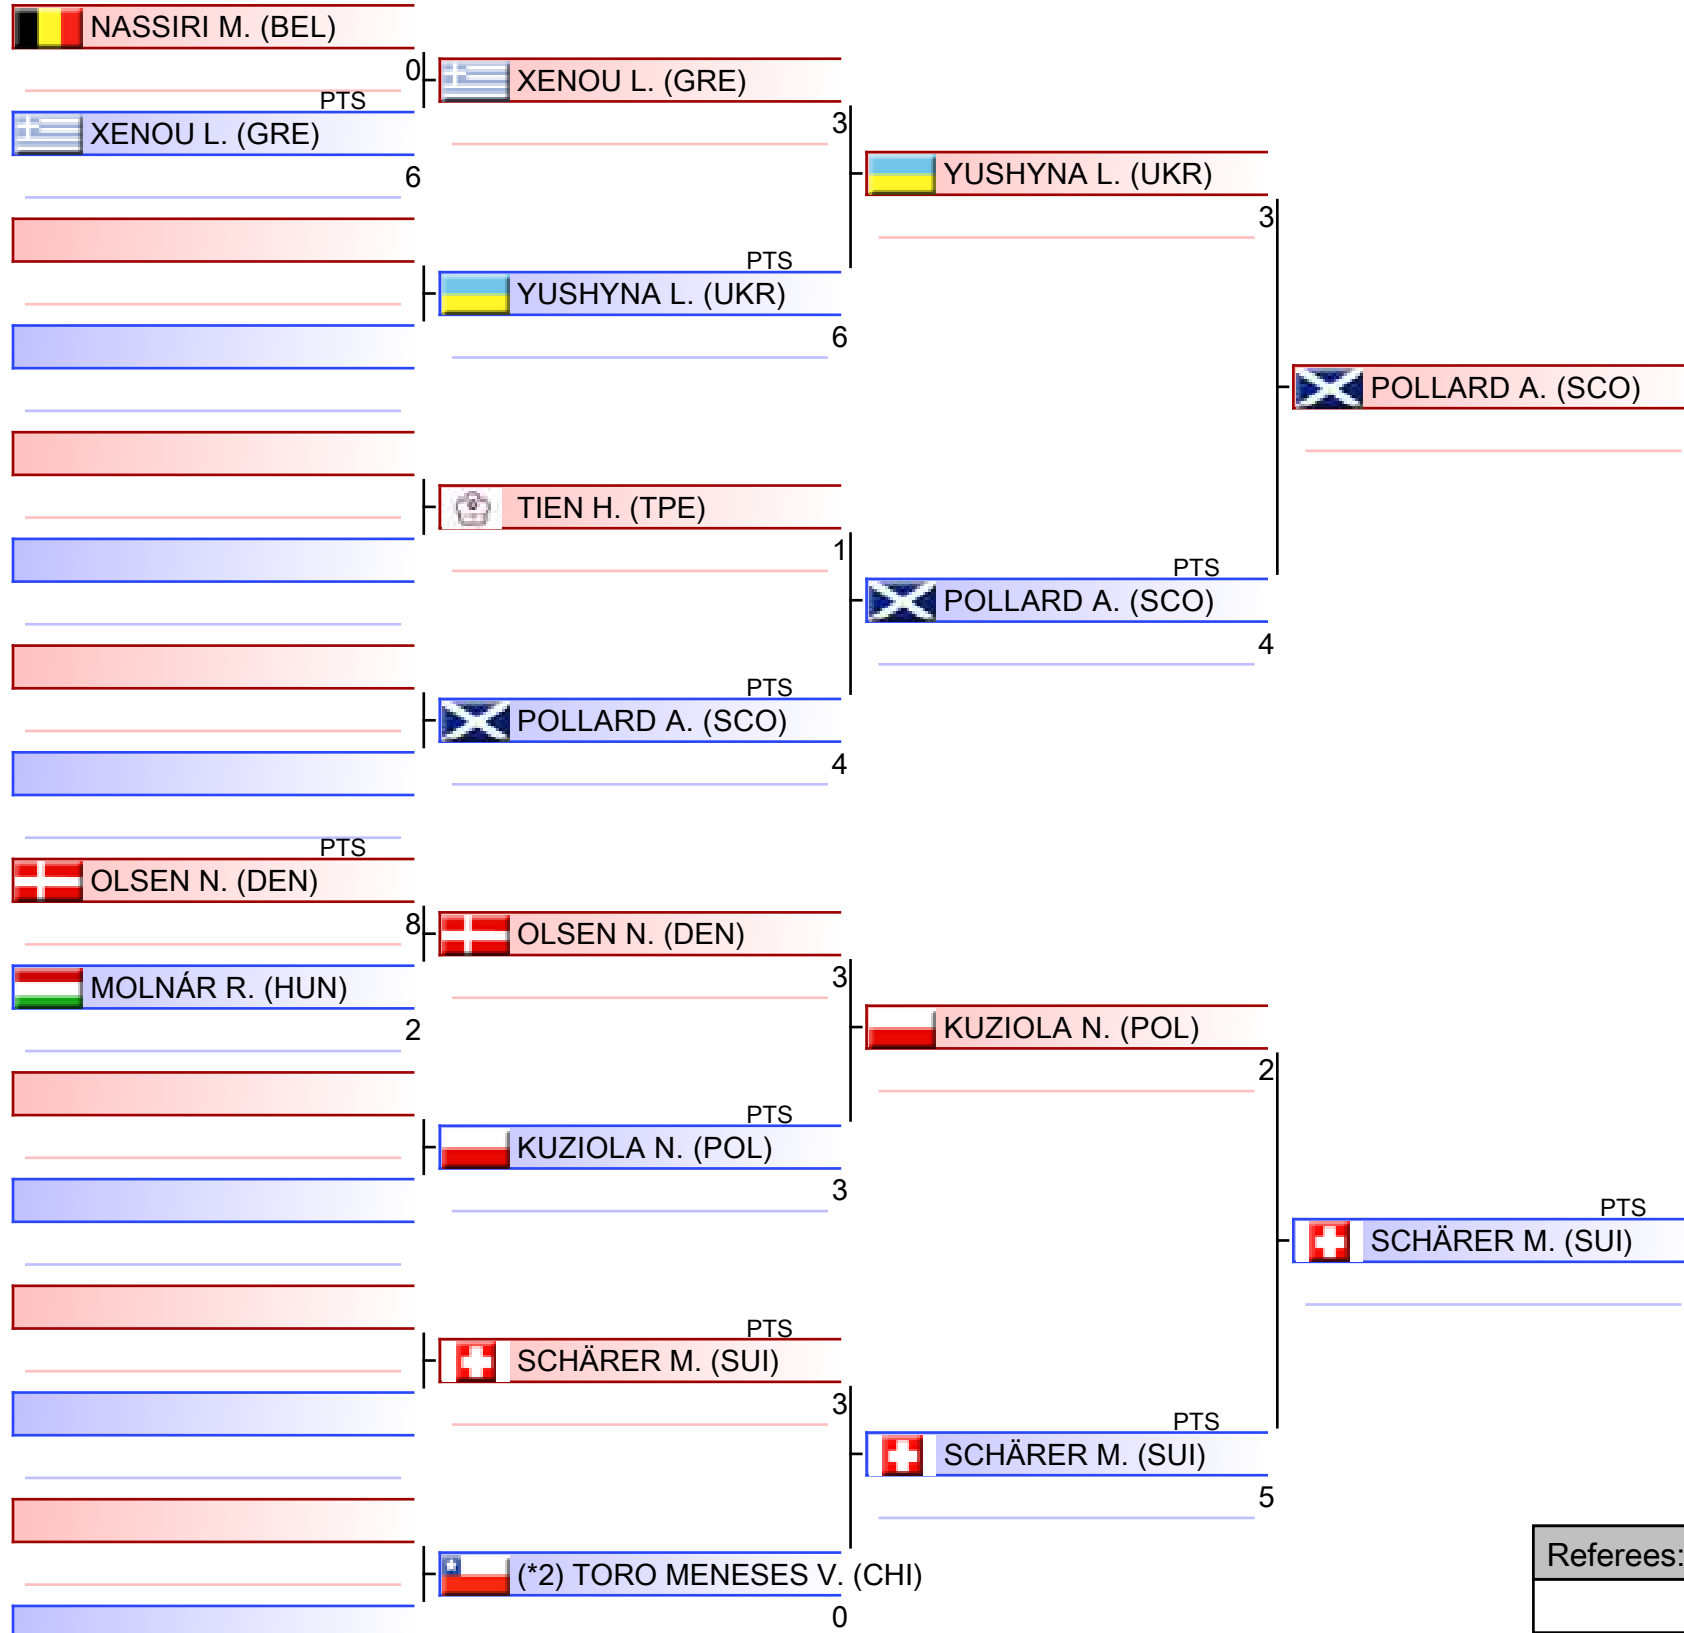 NASSIRI M. (BEL)
0
PTS
XENOU L. (GRE)
6
XENOU L. (GRE)
3
PTS
YUSHYNA L. (UKR)
6
YUSHYNA L. (UKR)
3
TIEN H. (TPE)
1
PTS
POLLARD A. (SCO)
4
PTS
POLLARD A. (SCO)
4
POLLARD A. (SCO)
PTS
OLSEN N. (DEN)
8
MOLNÁR R. (HUN)
2
OLSEN N. (DEN)
3
PTS
KUZIOLA N. (POL)
3
KUZIOLA N. (POL)
2
PTS
SCHÄRER M. (SUI)
3
(*2) TORO MENESES V. (CHI)
0
PTS
SCHÄRER M. (SUI)
5
PTS
SCHÄRER M. (SUI)
Referees: